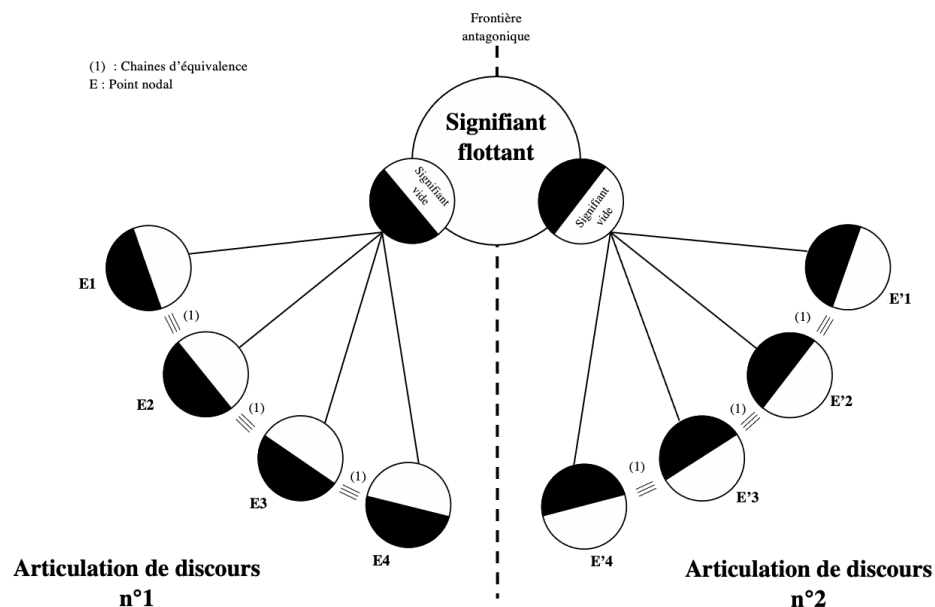 Frontière
antagonique
(1) : Chaines d'équivalence
E : Point nodal
Signifiant
flottant
Signifiant
vide
Signifiant
vide
E1
(1)
E2
(1)
E3
(1)
E4
E'1
(1)
E'2
(1)
E'3
(1)
E'4
Articulation de discours
n°1
Articulation de discours
n°2